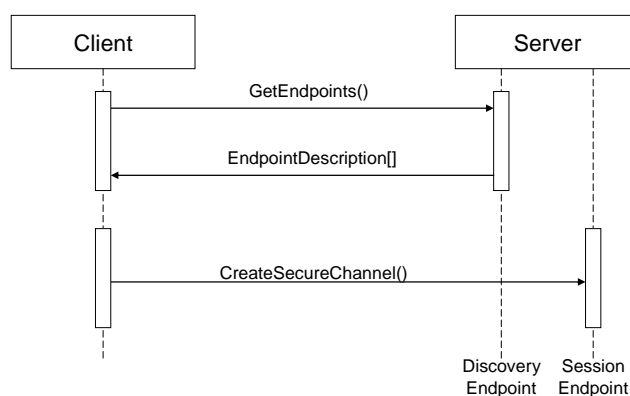 Client
Server
GetEndpoints()
EndpointDescription[]
CreateSecureChannel()
Discovery
Endpoint
Session
Endpoint